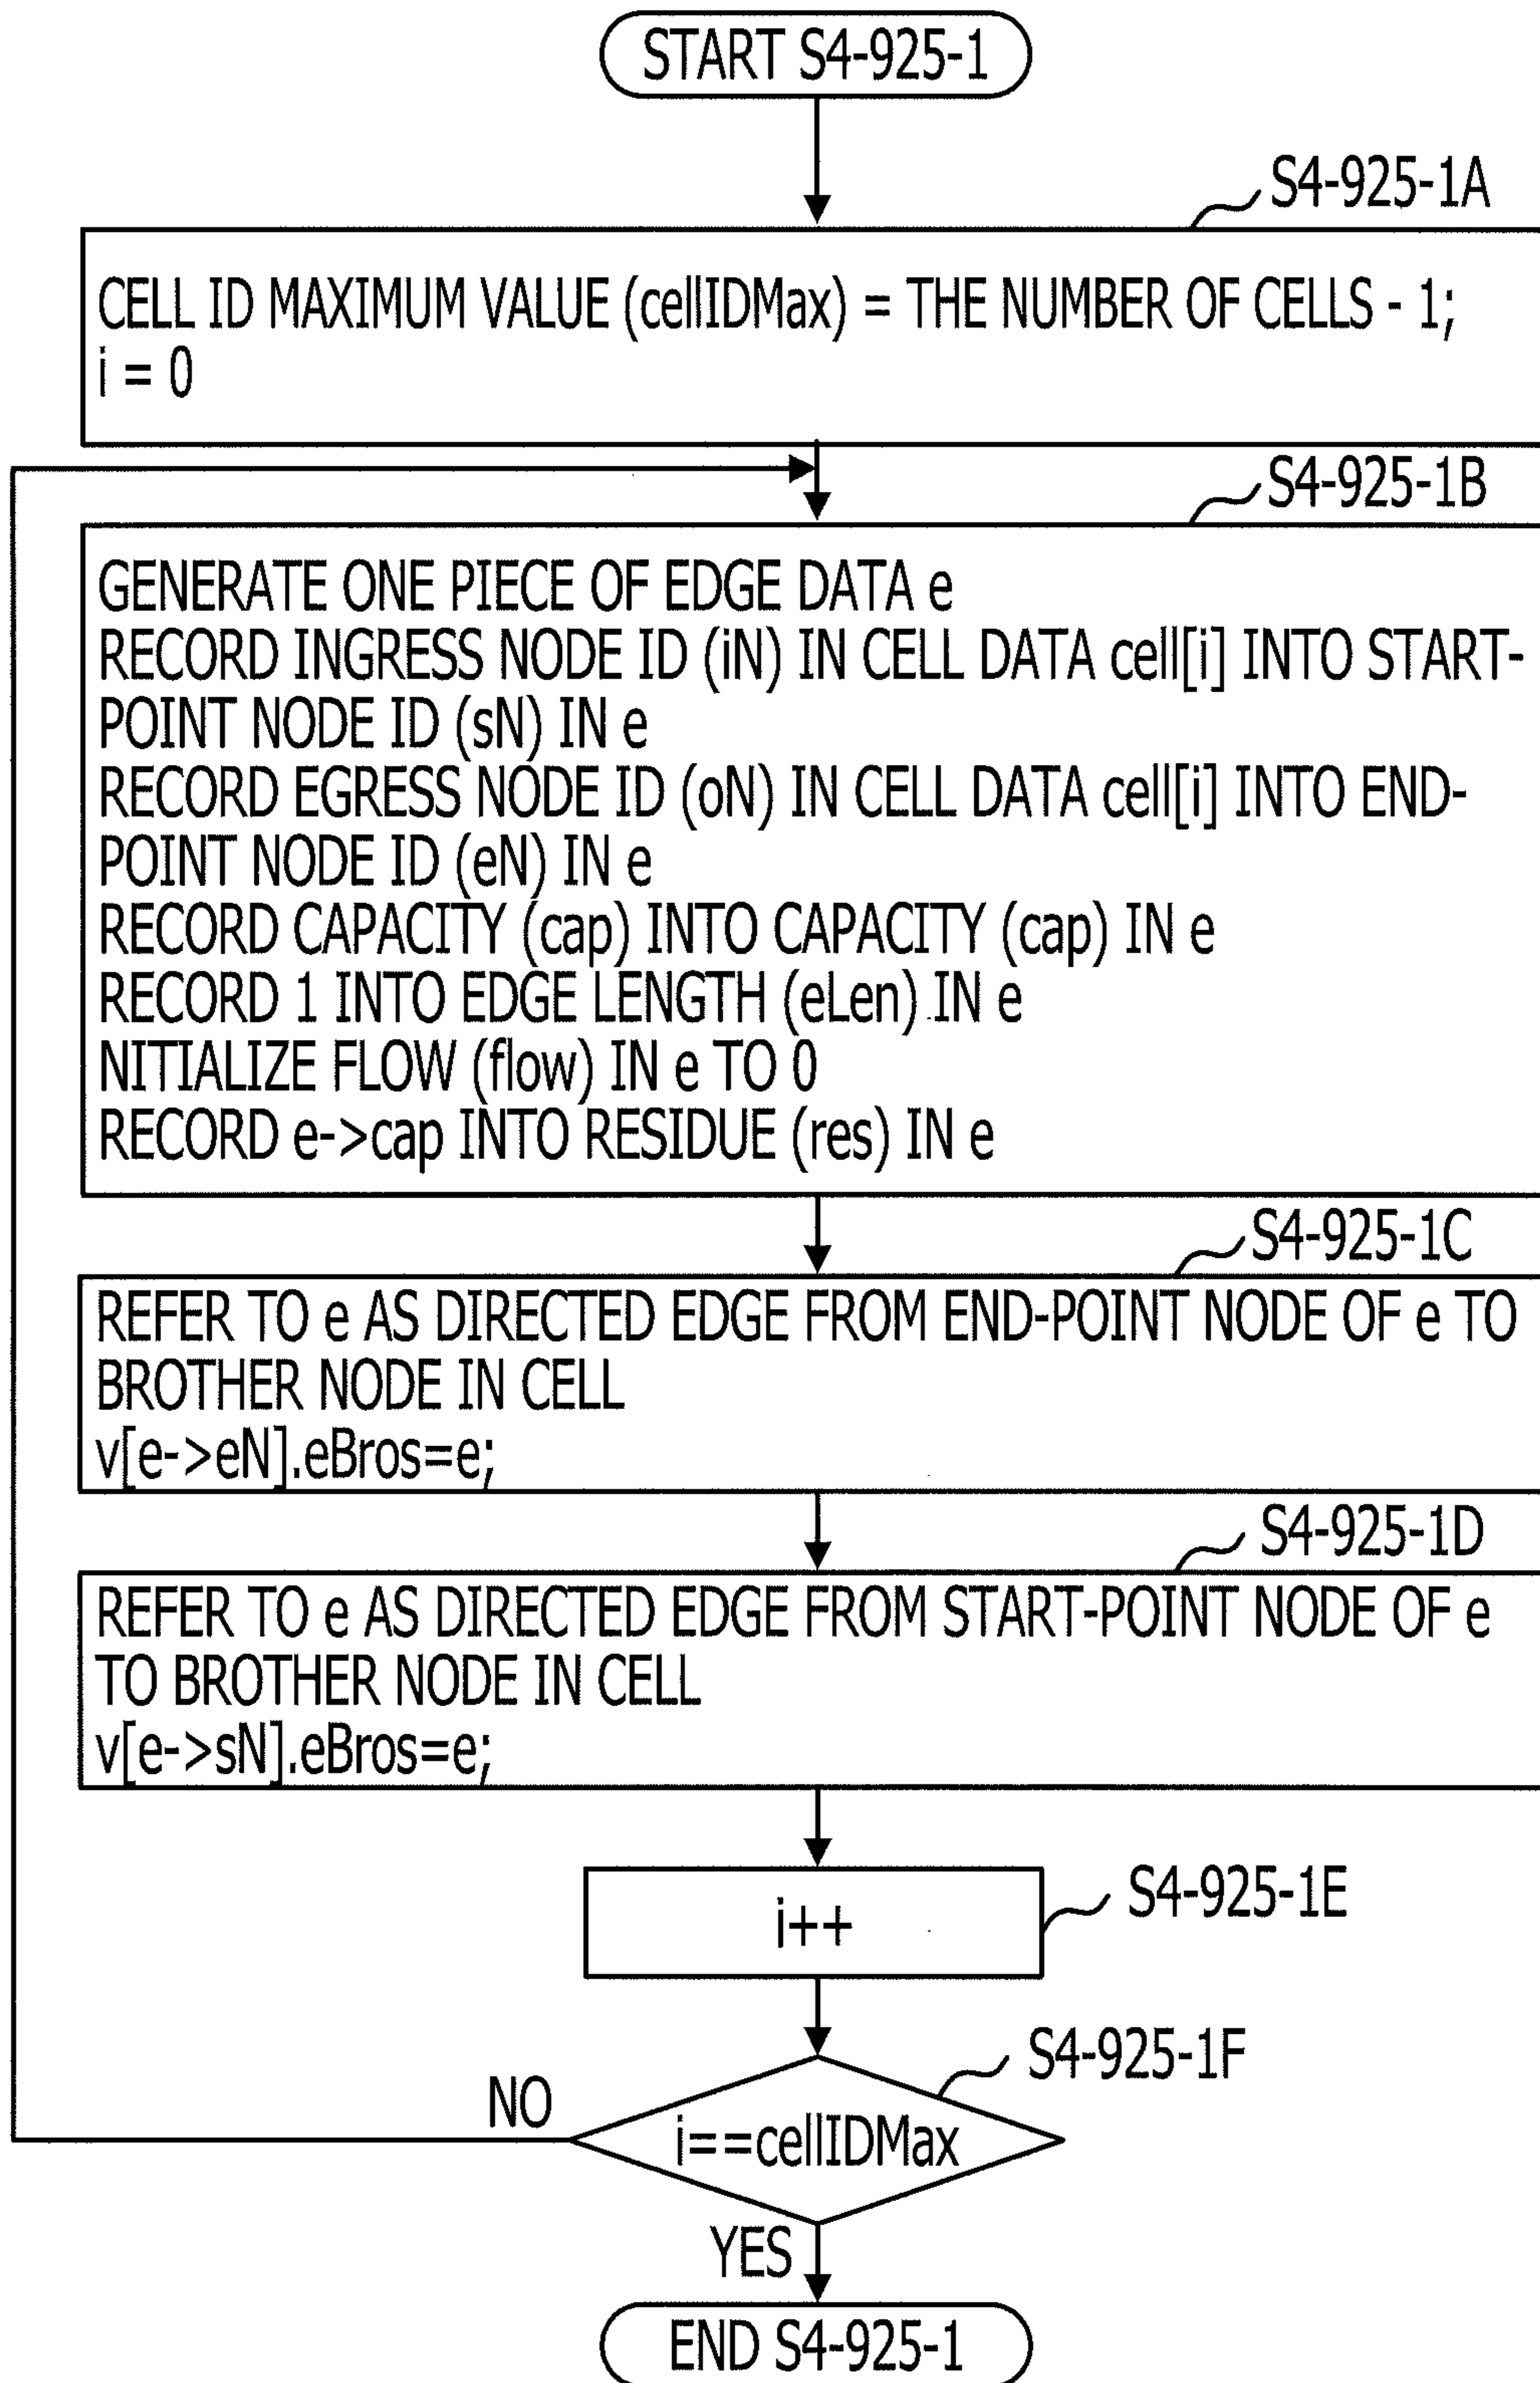 START S4-925-1
S4-925-1A
CELL ID MAXIMUM VALUE (cellIDMax) = THE NUMBER OF CELLS - 1;
i = 0
S4-925-1B
GENERATE ONE PIECE OF EDGE DATA e
RECORD INGRESS NODE ID (iN) IN CELL DATA cell[i] INTO START-
POINT NODE ID (sN) IN e
RECORD EGRESS NODE ID (oN) IN CELL DATA cell[i] INTO END-
POINT NODE ID (eN) IN e
RECORD CAPACITY (cap) INTO CAPACITY (cap) IN e
RECORD 1 INTO EDGE LENGTH (eLen) IN e
NITIALIZE FLOW (flow) IN e TO 0
RECORD e->cap INTO RESIDUE (res) IN e
S4-925-1C
REFER TO e AS DIRECTED EDGE FROM END-POINT NODE OF e TO
BROTHER NODE IN CELL
v[e->eN].eBros=e;
S4-925-1D
REFER TO e AS DIRECTED EDGE FROM START-POINT NODE OF e
TO BROTHER NODE IN CELL
v[e->sN].eBros=e;
i++
S4-925-1E
S4-925-1F
NO
i==cellIDMax
YES
END S4-925-1